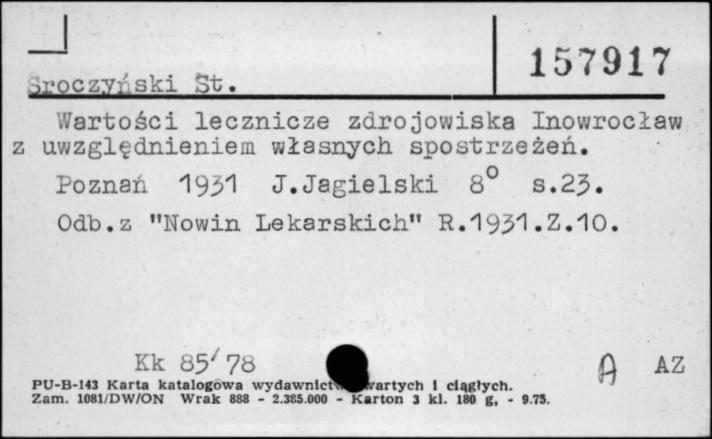 157917
Sroczyński St.
Wartości lecznicze zdrojowiska Inowrocław
z uwzględnieniem własnych spostrzeżeń.
Poznań 1931 J.Jagielski 8° s.23.
Odb.z "Nowin Lekarskich" R.1931.Z.10.
Kk 85/78 A AZ
PU-B-143 Karta katalogowa ciągłych.
Zam. 1081/DW/ON Wrak 888 - 2.385.000 - Karton 3 kl. 180 g, - 9.75.